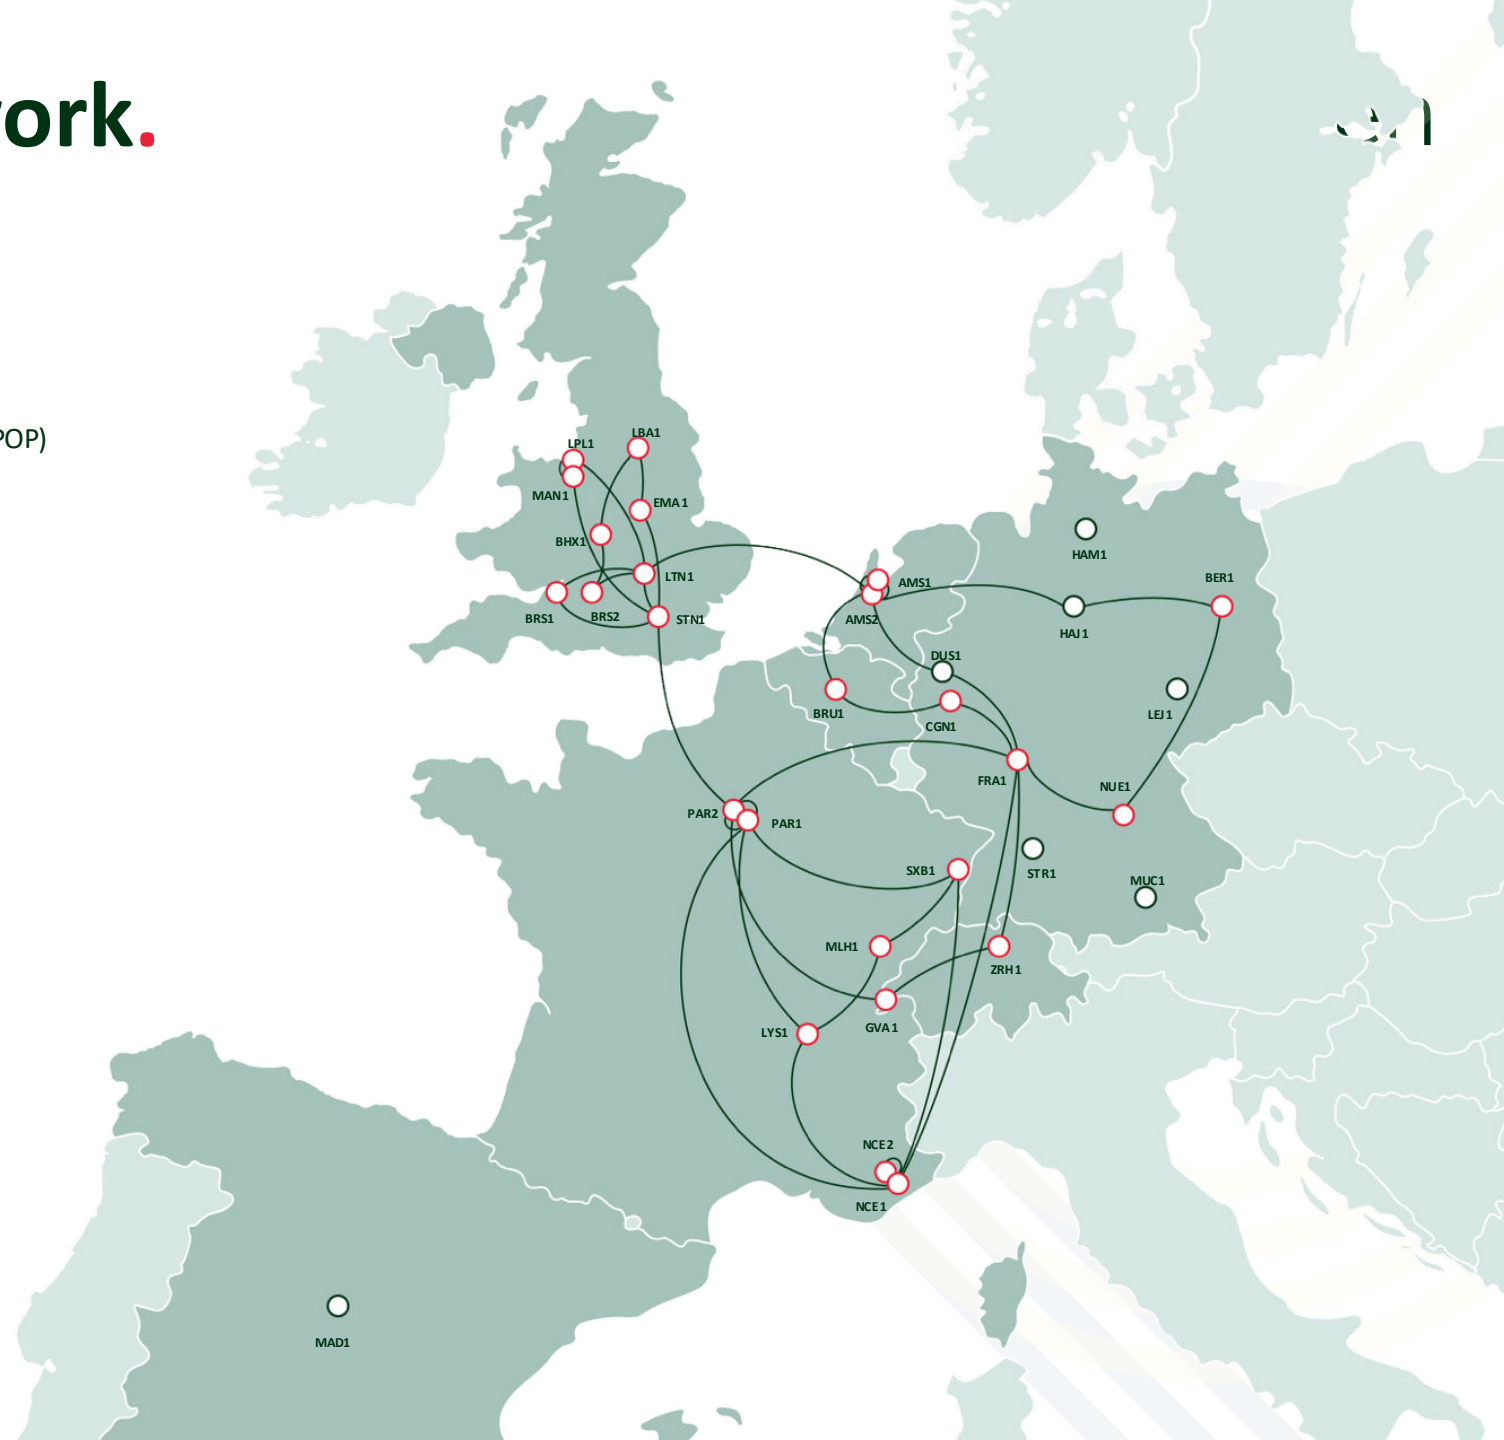 ork.
POP)
LBA1
LPL1
MAN1
EMA1
BHX1
LTN1
BRS1
BRS2
STN1
AMS1
AMS2
HAM1
BER1
HAJ1
DUS1
BRU1
CGN1
LEJ1
FRA1
NUE1
PAR2
PAR1
SXB1
STR1
MUC1
MLH1
ZRH1
GVA1
LYS1
NCE2
NCE1
MAD1